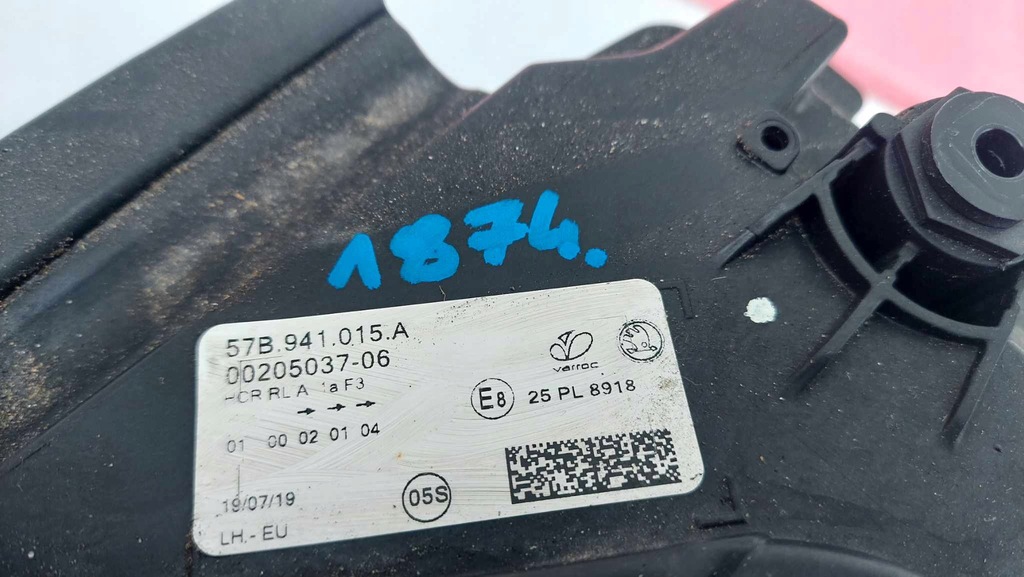 1874.
57B.941.015.A
00205037-06
HCR RL A 1a F3
varroc
E8 25 PL 8918
01 00 02 01 04
19/07/19
05S
LH.- EU